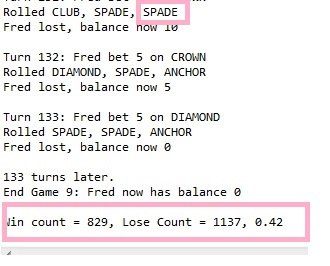 Rolled CLUB, SPADE, SPADE
Fred lost, balance now 10
Turn 132: Fred bet 5 on CROWN
Rolled DIAMOND, SPADE, ANCHOR
Fred lost, balance now 5
Turn 133: Fred bet 5 on DIAMOND
Rolled SPADE, SPADE, ANCHOR
Fred lost, balance now 0
133 turns later.
End Game 9: Fred now has balance 0
Win count = 829, Lose Count = 1137, 0.42